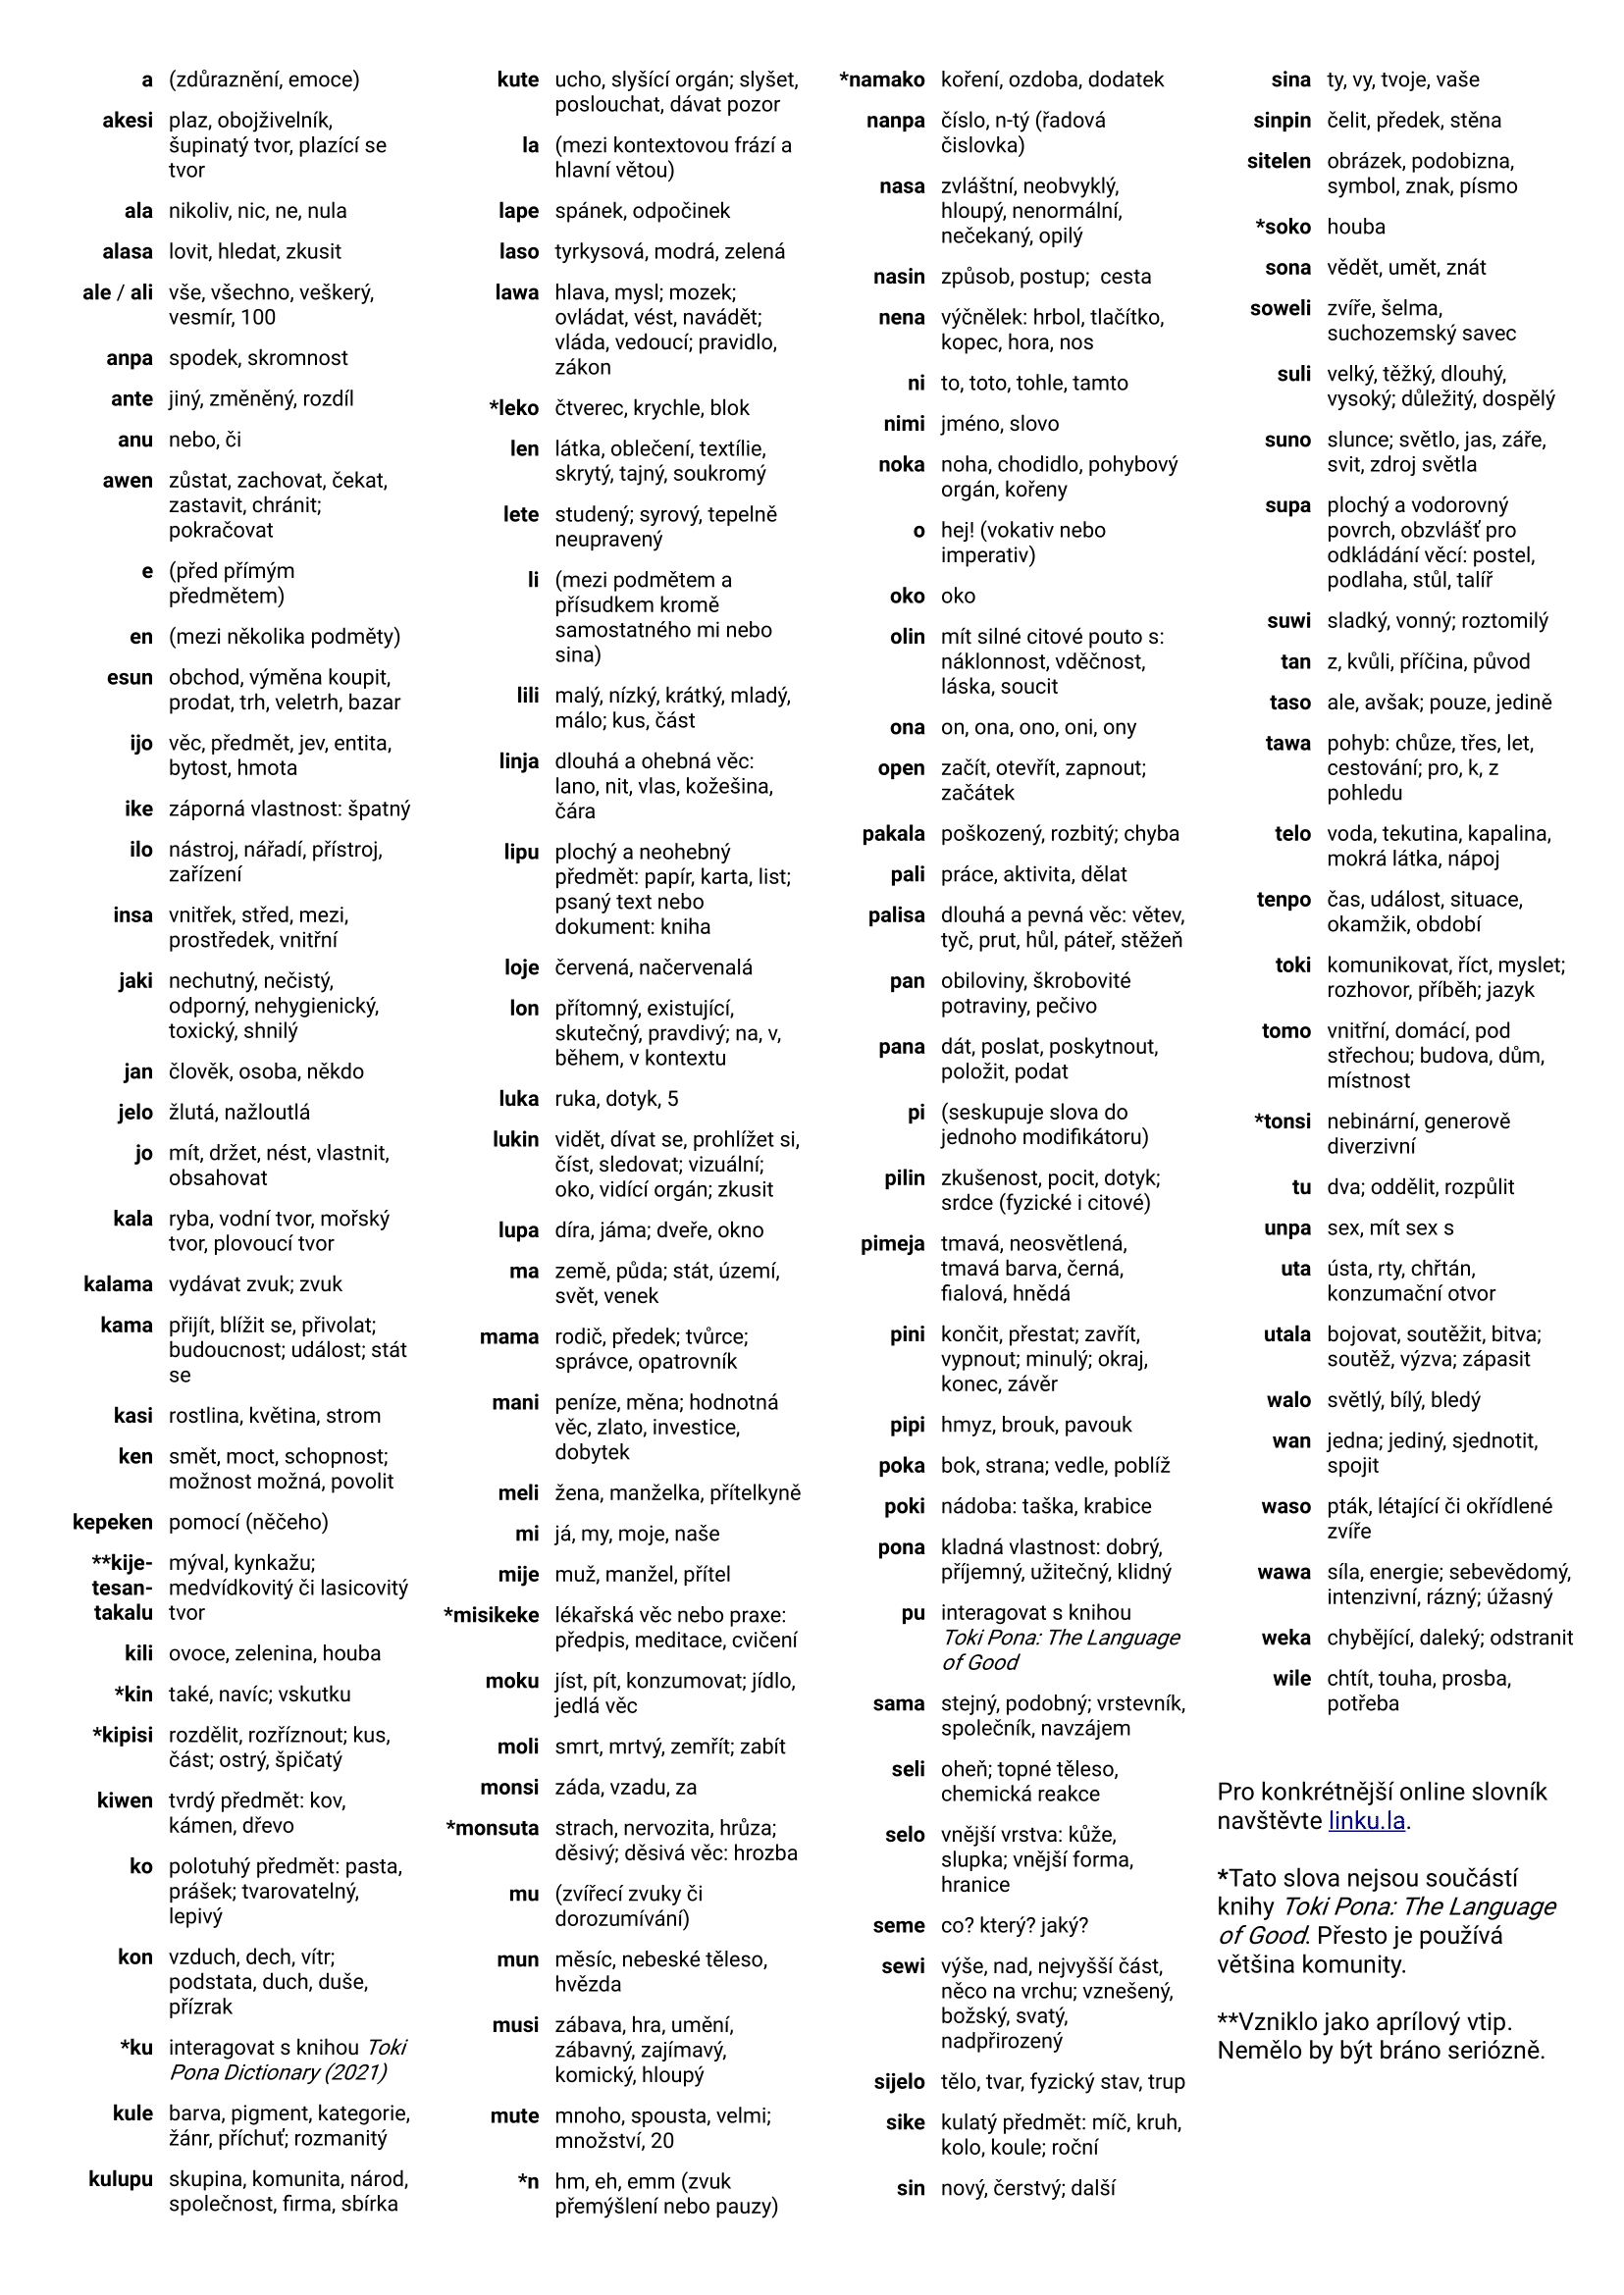 a (zdůraznění, emoce)
akesi plaz, obojživelník,
šupinatý tvor, plazící se
tvor
ala nikoliv, nic, ne, nula
alasa lovit, hledat, zkusit
ale / ali vše, všechno, veškerý,
vesmír, 100
anpa spodek, skromnost
ante jiný, změněný, rozdíl
anu nebo, či
awen zůstat, zachovat, čekat,
zastavit, chránit;
pokračovat
e (před přímým
předmětem)
en (mezi několika podměty)
esun obchod, výměna koupit,
prodat, trh, veletrh, bazar
ijo věc, předmět, jev, entita,
bytost, hmota
ike záporná vlastnost: špatný
ilo nástroj, nářadí, přístroj,
zařízení
insa vnitřek, střed, mezi,
prostředek, vnitřní
jaki nechutný, nečistý,
odporný, nehygienický,
toxický, shnilý
jan člověk, osoba, někdo
jelo žlutá, nažloutlá
jo mít, držet, nést, vlastnit,
obsahovat
kala ryba, vodní tvor, mořský
tvor, plovoucí tvor
kalama vydávat zvuk; zvuk
kama přijít, blížit se, přivolat;
budoucnost; událost; stát
se
kasi rostlina, květina, strom
ken smět, moct, schopnost;
možnost možná, povolit
kepeken pomocí (něčeho)
**kije- mýval, kynkažu;
tesan- medvídkovitý či lasicovitý
takalu tvor
kili ovoce, zelenina, houba
*kin také, navíc; vskutku
*kipisi rozdělit, rozříznout; kus,
část; ostrý, špičatý
kiwen tvrdý předmět: kov,
kámen, dřevo
ko polotuhý předmět: pasta,
prášek; tvarovatelný,
lepivý
kon vzduch, dech, vítr;
podstata, duch, duše,
přízrak
*ku interagovat s knihou Toki
Pona Dictionary (2021)
kule barva, pigment, kategorie,
žánr, příchuť; rozmanitý
kulupu skupina, komunita, národ,
společnost, firma, sbírka
kute ucho, slyšící orgán; slyšet,
poslouchat, dávat pozor
la (mezi kontextovou frází a
hlavní větou)
lape spánek, odpočinek
laso tyrkysová, modrá, zelená
lawa hlava, mysl; mozek;
ovládat, vést, navádět;
vláda, vedoucí; pravidlo,
zákon
*leko čtverec, krychle, blok
len látka, oblečení, textílie,
skrytý, tajný, soukromý
lete studený; syrový, tepelně
neupravený
li (mezi podmětem a
přísudkem kromě
samostatného mi nebo
sina)
lili malý, nízký, krátký, mladý,
málo; kus, část
linja dlouhá a ohebná věc:
lano, nit, vlas, kožešina,
čára
lipu plochý a neohebný
předmět: papír, karta, list;
psaný text nebo
dokument: kniha
loje červená, načervenalá
lon přítomný, existující,
skutečný, pravdivý; na, v,
během, v kontextu
luka ruka, dotyk, 5
lukin vidět, dívat se, prohlížet si,
číst, sledovat; vizuální;
oko, vidící orgán; zkusit
lupa díra, jáma; dveře, okno
ma země, půda; stát, území,
svět, venek
mama rodič, předek; tvůrce;
správce, opatrovník
mani peníze, měna; hodnotná
věc, zlato, investice,
dobytek
meli žena, manželka, přítelkyně
mi já, my, moje, naše
mije muž, manžel, přítel
*misikeke lékařská věc nebo praxe:
předpis, meditace, cvičení
moku jíst, pít, konzumovat; jídlo,
jedlá věc
moli smrt, mrtvý, zemřít; zabít
monsi záda, vzadu, za
*monsuta strach, nervozita, hrůza;
děsivý; děsivá věc: hrozba
mu (zvířecí zvuky či
dorozumívání)
mun měsíc, nebeské těleso,
hvězda
musi zábava, hra, umění,
zábavný, zajímavý,
komický, hloupý
mute mnoho, spousta, velmi;
množství, 20
*n hm, eh, emm (zvuk
přemýšlení nebo pauzy)
*namako koření, ozdoba, dodatek
nanpa číslo, n-tý (řadová
čislovka)
nasa zvláštní, neobvyklý,
hloupý, nenormální,
nečekaný, opilý
nasin způsob, postup;  cesta
nena výčnělek: hrbol, tlačítko,
kopec, hora, nos
ni to, toto, tohle, tamto
nimi jméno, slovo
noka noha, chodidlo, pohybový
orgán, kořeny
o hej! (vokativ nebo
imperativ)
oko oko
olin mít silné citové pouto s:
náklonnost, vděčnost,
láska, soucit
ona on, ona, ono, oni, ony
open začít, otevřít, zapnout;
začátek
pakala poškozený, rozbitý; chyba
pali práce, aktivita, dělat
palisa dlouhá a pevná věc: větev,
tyč, prut, hůl, páteř, stěžeň
pan obiloviny, škrobovité
potraviny, pečivo
pana dát, poslat, poskytnout,
položit, podat
pi (seskupuje slova do
jednoho modifikátoru)
pilin zkušenost, pocit, dotyk;
srdce (fyzické i citové)
pimeja tmavá, neosvětlená,
tmavá barva, černá,
fialová, hnědá
pini končit, přestat; zavřít,
vypnout; minulý; okraj,
konec, závěr
pipi hmyz, brouk, pavouk
poka bok, strana; vedle, poblíž
poki nádoba: taška, krabice
pona kladná vlastnost: dobrý,
příjemný, užitečný, klidný
pu interagovat s knihou
Toki Pona: The Language
of Good
sama stejný, podobný; vrstevník,
společník, navzájem
seli oheň; topné těleso,
chemická reakce
selo vnější vrstva: kůže,
slupka; vnější forma,
hranice
seme co? který? jaký?
sewi výše, nad, nejvyšší část,
něco na vrchu; vznešený,
božský, svatý,
nadpřirozený
sijelo tělo, tvar, fyzický stav, trup
sike kulatý předmět: míč, kruh,
kolo, koule; roční
sin nový, čerstvý; další
sina ty, vy, tvoje, vaše
sinpin čelit, předek, stěna
sitelen obrázek, podobizna,
symbol, znak, písmo
*soko houba
sona vědět, umět, znát
soweli zvíře, šelma,
suchozemský savec
suli velký, těžký, dlouhý,
vysoký; důležitý, dospělý
suno slunce; světlo, jas, záře,
svit, zdroj světla
supa plochý a vodorovný
povrch, obzvlášť pro
odkládání věcí: postel,
podlaha, stůl, talíř
suwi sladký, vonný; roztomilý
tan z, kvůli, příčina, původ
taso ale, avšak; pouze, jedině
tawa pohyb: chůze, třes, let,
cestování; pro, k, z
pohledu
telo voda, tekutina, kapalina,
mokrá látka, nápoj
tenpo čas, událost, situace,
okamžik, období
toki komunikovat, říct, myslet;
rozhovor, příběh; jazyk
tomo vnitřní, domácí, pod
střechou; budova, dům,
místnost
*tonsi nebinární, generově
diverzivní
tu dva; oddělit, rozpůlit
unpa sex, mít sex s
uta ústa, rty, chřtán,
konzumační otvor
utala bojovat, soutěžit, bitva;
soutěž, výzva; zápasit
walo světlý, bílý, bledý
wan jedna; jediný, sjednotit,
spojit
waso pták, létající či okřídlené
zvíře
wawa síla, energie; sebevědomý,
intenzivní, rázný; úžasný
weka chybějící, daleký; odstranit
wile chtít, touha, prosba,
potřeba
Pro konkrétnější online slovník
navštěvte linku.la.
*Tato slova nejsou součástí
knihy Toki Pona: The Language
of Good. Přesto je používá
většina komunity.
**Vzniklo jako aprílový vtip.
Nemělo by být bráno seriózně.